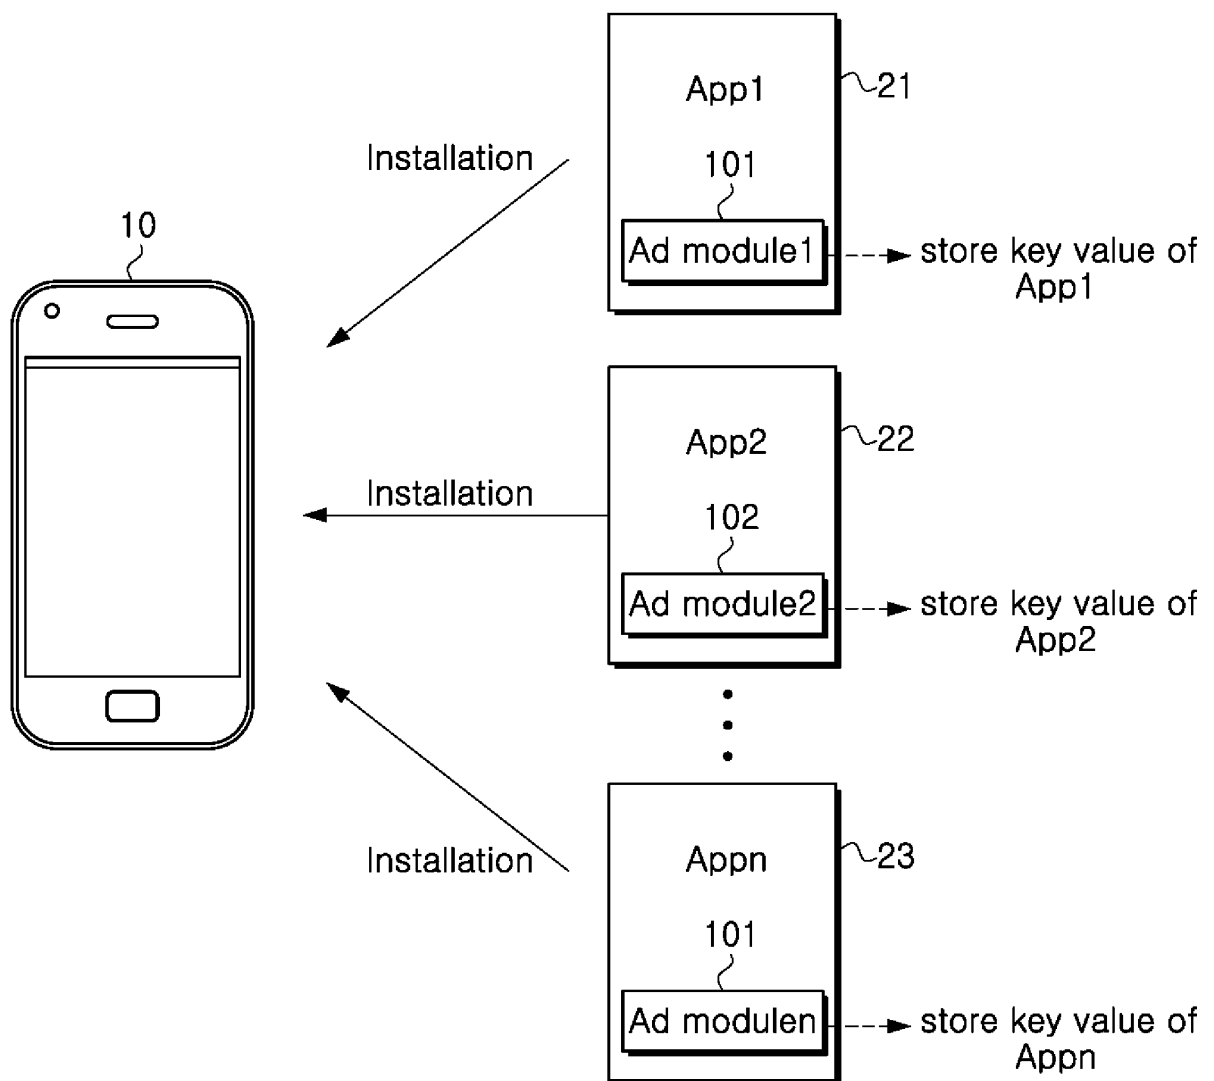 App1
21
Installation
101
10
Ad module1
store key value of
App1
App2
22
Installation
102
Ad module2
store key value of
App2
Installation
Appn
23
101
Ad modulen
store key value of
Appn